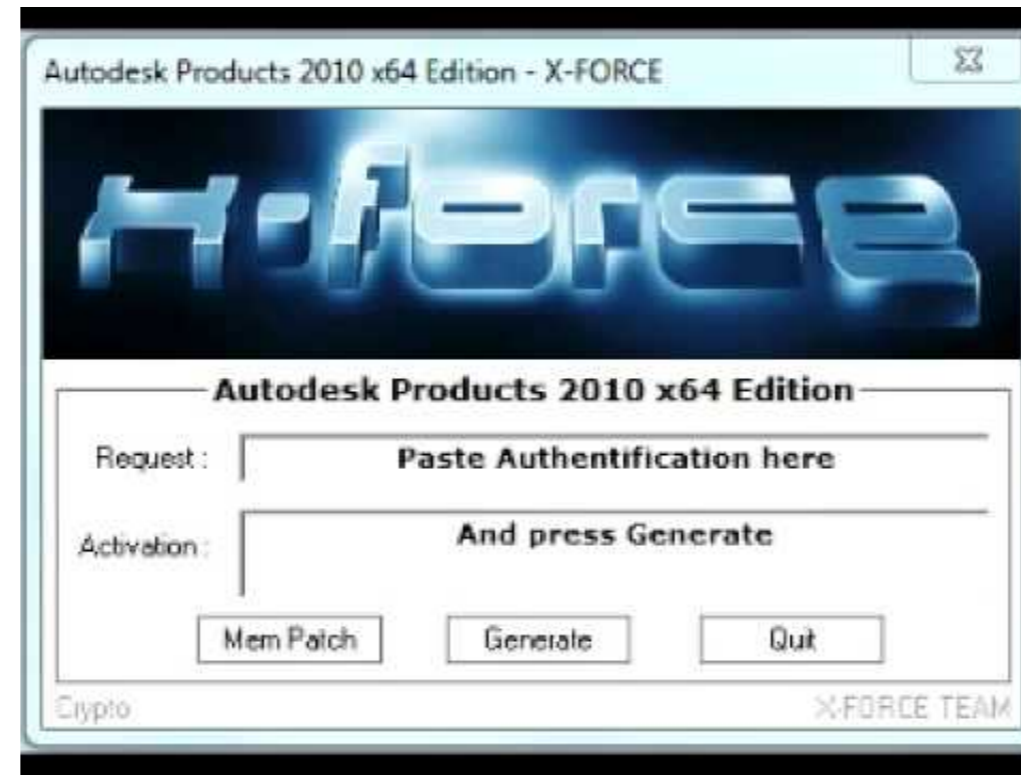 Autodesk Products 2010 x64 Edition - X-FORCE
X-force
Autodesk Products 2010 x64 Edition
Request : Paste Authentification here
Activation : And press Generate
Mem Patch Generate Quit
Crypto X-FORCE TEAM